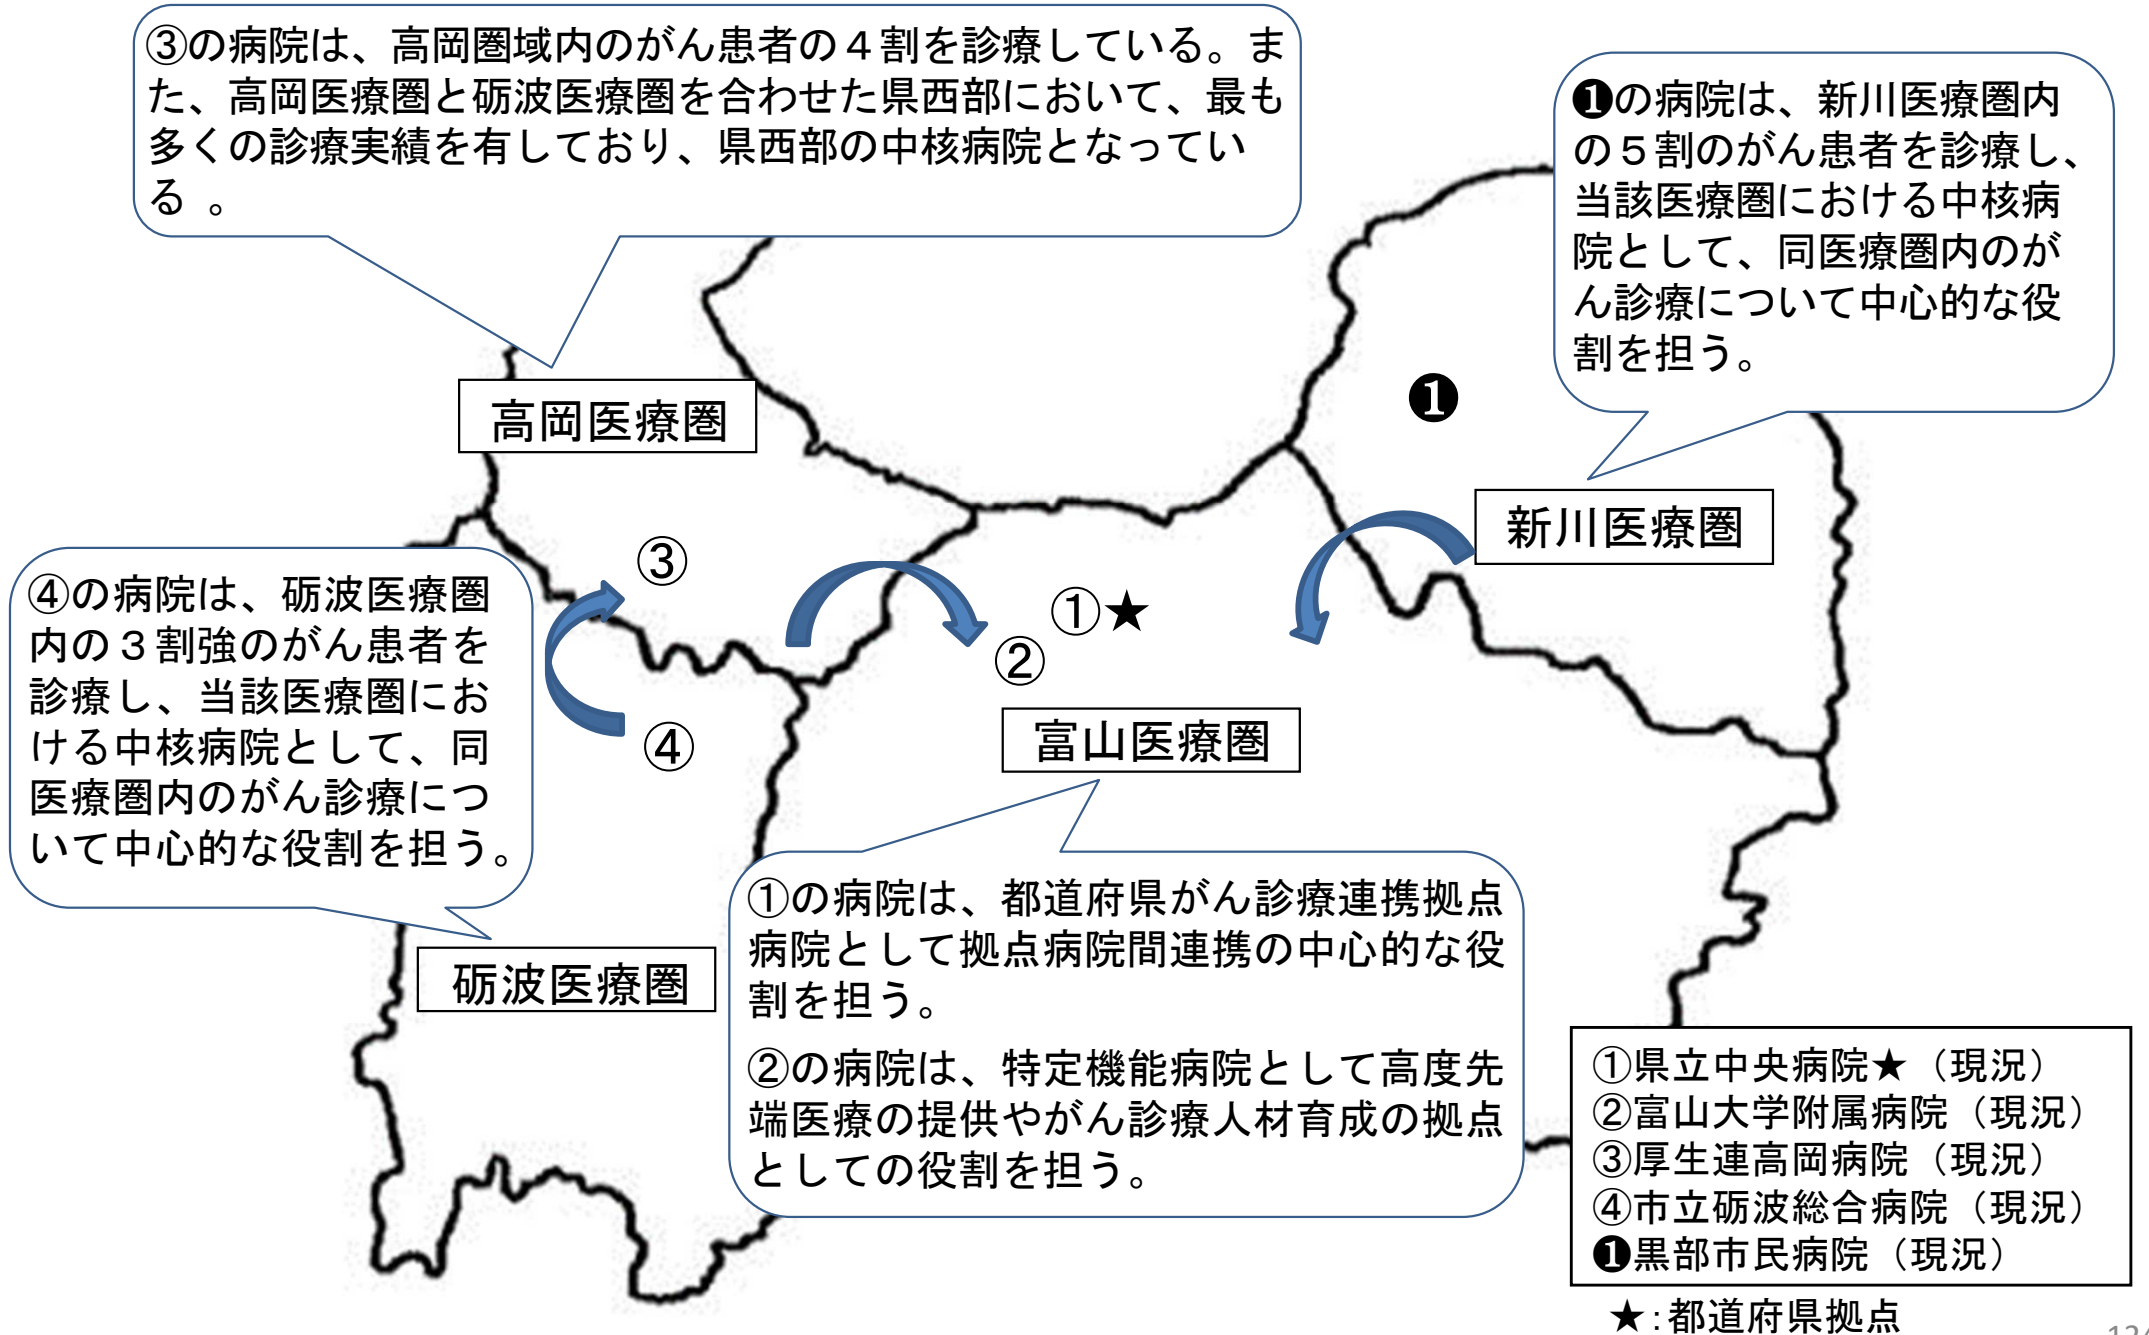 ③の病院は、高岡圏域内のがん患者の４割を診療している。ま
た、高岡医療圏と砺波医療圏を合わせた県西部において、最も
多くの診療実績を有しており、県西部の中核病院となってい
る 。
❶の病院は、新川医療圏内
の５割のがん患者を診療し、
当該医療圏における中核病
院として、同医療圏内のが
ん診療について中心的な役
割を担う。
❶
高岡医療圏
新川医療圏
③
①★
②
④
富山医療圏
④の病院は、砺波医療圏
内の３割強のがん患者を
診療し、当該医療圏にお
ける中核病院として、同
医療圏内のがん診療につ
いて中心的な役割を担う。
砺波医療圏
①の病院は、都道府県がん診療連携拠点
病院として拠点病院間連携の中心的な役
割を担う。
②の病院は、特定機能病院として高度先
端医療の提供やがん診療人材育成の拠点
としての役割を担う。
①県立中央病院★（現況）
②富山大学附属病院（現況）
③厚生連高岡病院（現況）
④市立砺波総合病院（現況）
❶黒部市民病院（現況）
★:都道府県拠点